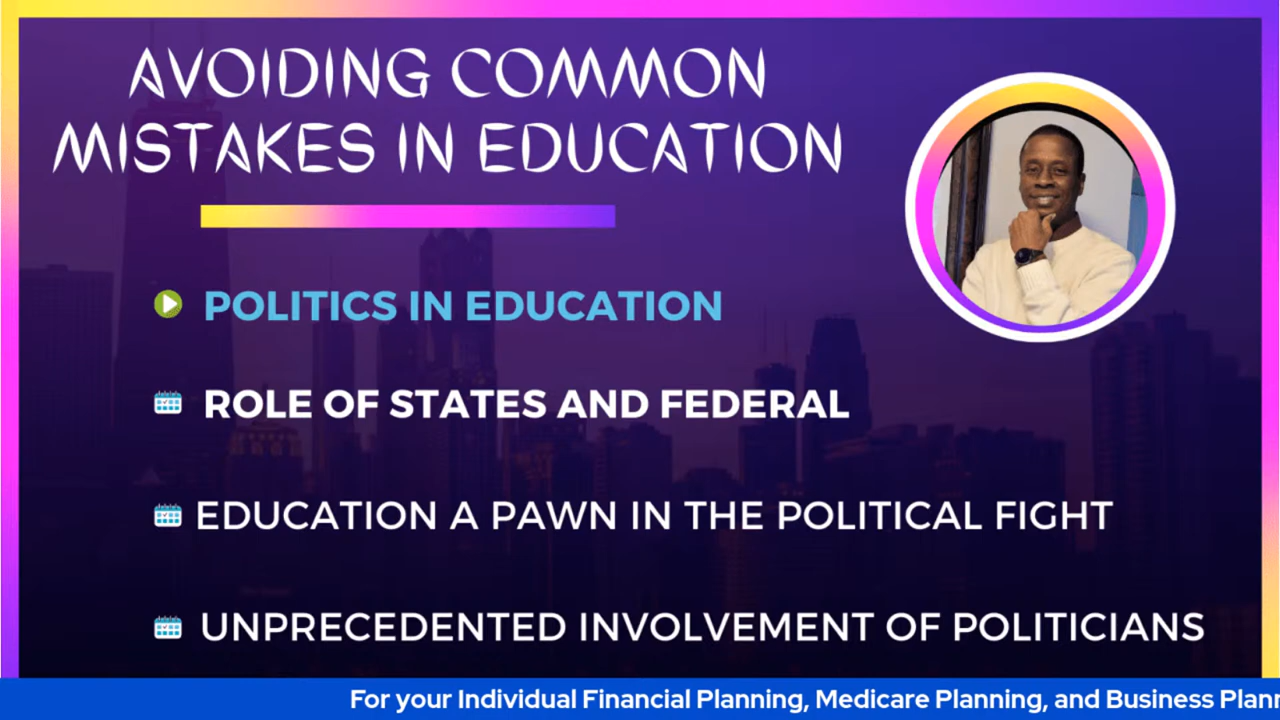 AVOIDING COMMON
MISTAKES IN EDUCATION
POLITICS IN EDUCATION
ROLE OF STATES AND FEDERAL
EDUCATION A PAWN IN THE POLITICAL FIGHT
UNPRECEDENTED INVOLVEMENT OF POLITICIANS
For your Individual Financial Planning, Medicare Planning, and Business